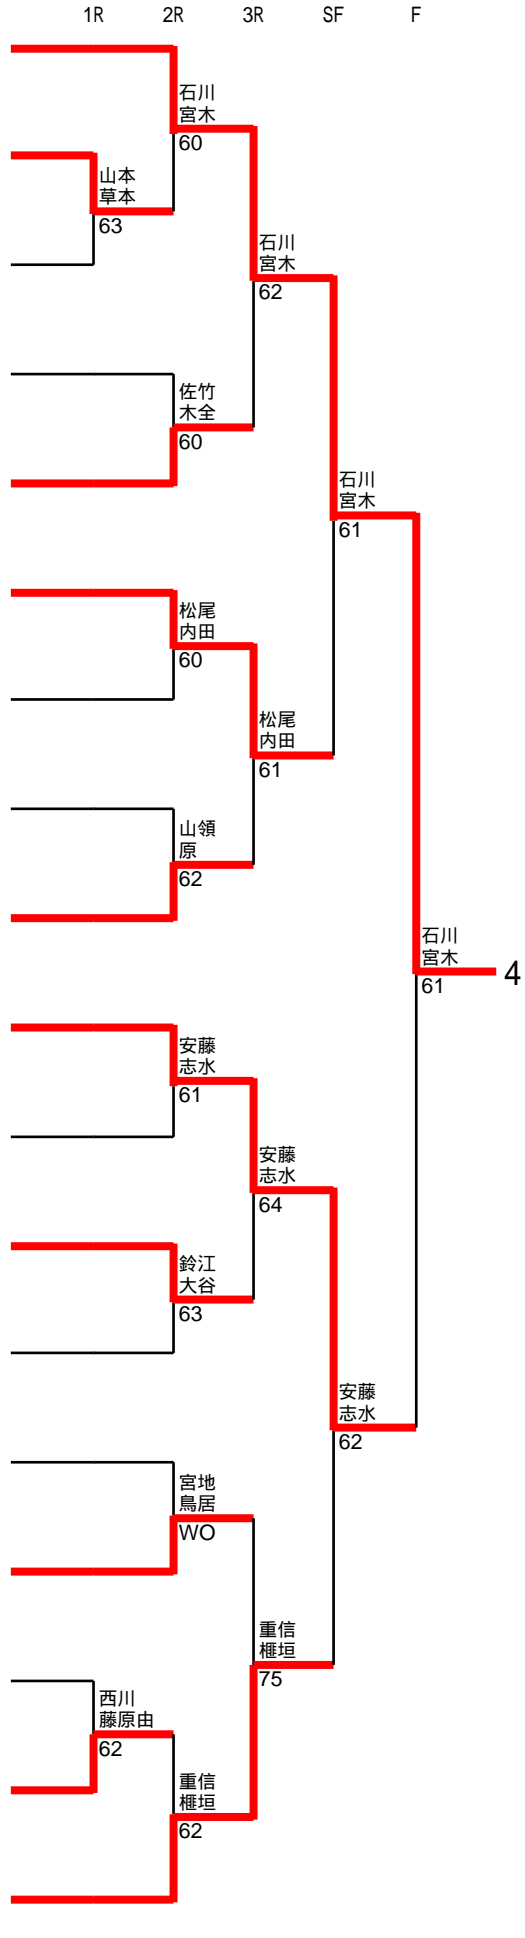 1R 2R 3R SF F
石川
宮木
60
山本
草本
63
石川
宮木
62
佐竹
木全
60
石川
宮木
61
松尾
内田
60
松尾
内田
61
山領
原
62
石川
宮木
61
4
安藤
志水
61
安藤
志水
64
鈴江
大谷
63
安藤
志水
62
宮地
鳥居
WO
重信
榧垣
75
西川
藤原由
62
重信
榧垣
62